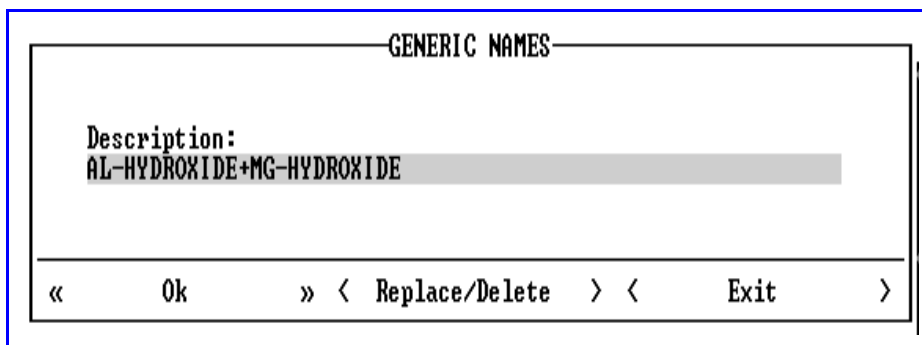 GENERIC NAMES
Description:
AL-HYDROXIDE+MG-HYDROXIDE
« Ok » < Replace/Delete > < Exit >